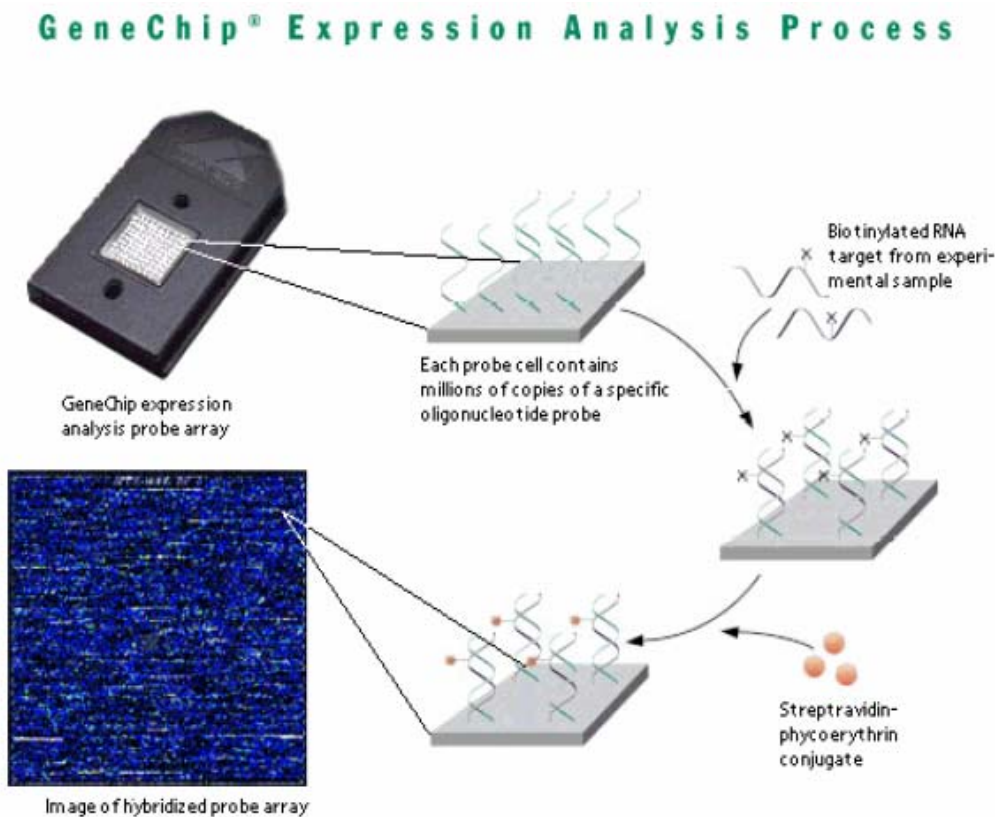 GeneChip® Expression Analysis Process
Biotinylated RNA
target from experi-
mental sample
Each probe cell contains
millions of copies of a specific
oligonucleotide probe
GeneChip expression
analysis probe array
Streptravidin-
phycoerythrin
conjugate
Image of hybridized probe array